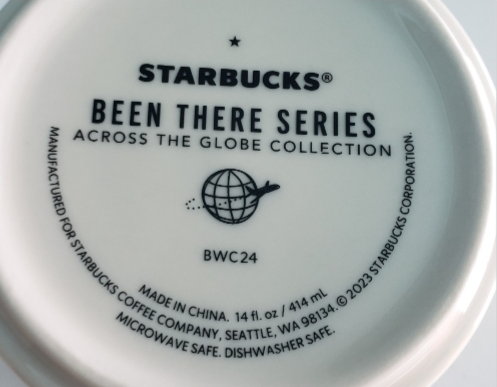 STARBUCKS®
BEEN THERE SERIES
ACROSS THE GLOBE COLLECTION
BWC24
MADE IN CHINA. 14 fl. oz / 414 mL
MANUFACTURED FOR STARBUCKS COFFEE COMPANY, SEATTLE, WA 98134. © 2023 STARBUCKS CORPORATION.
MICROWAVE SAFE. DISHWASHER SAFE.